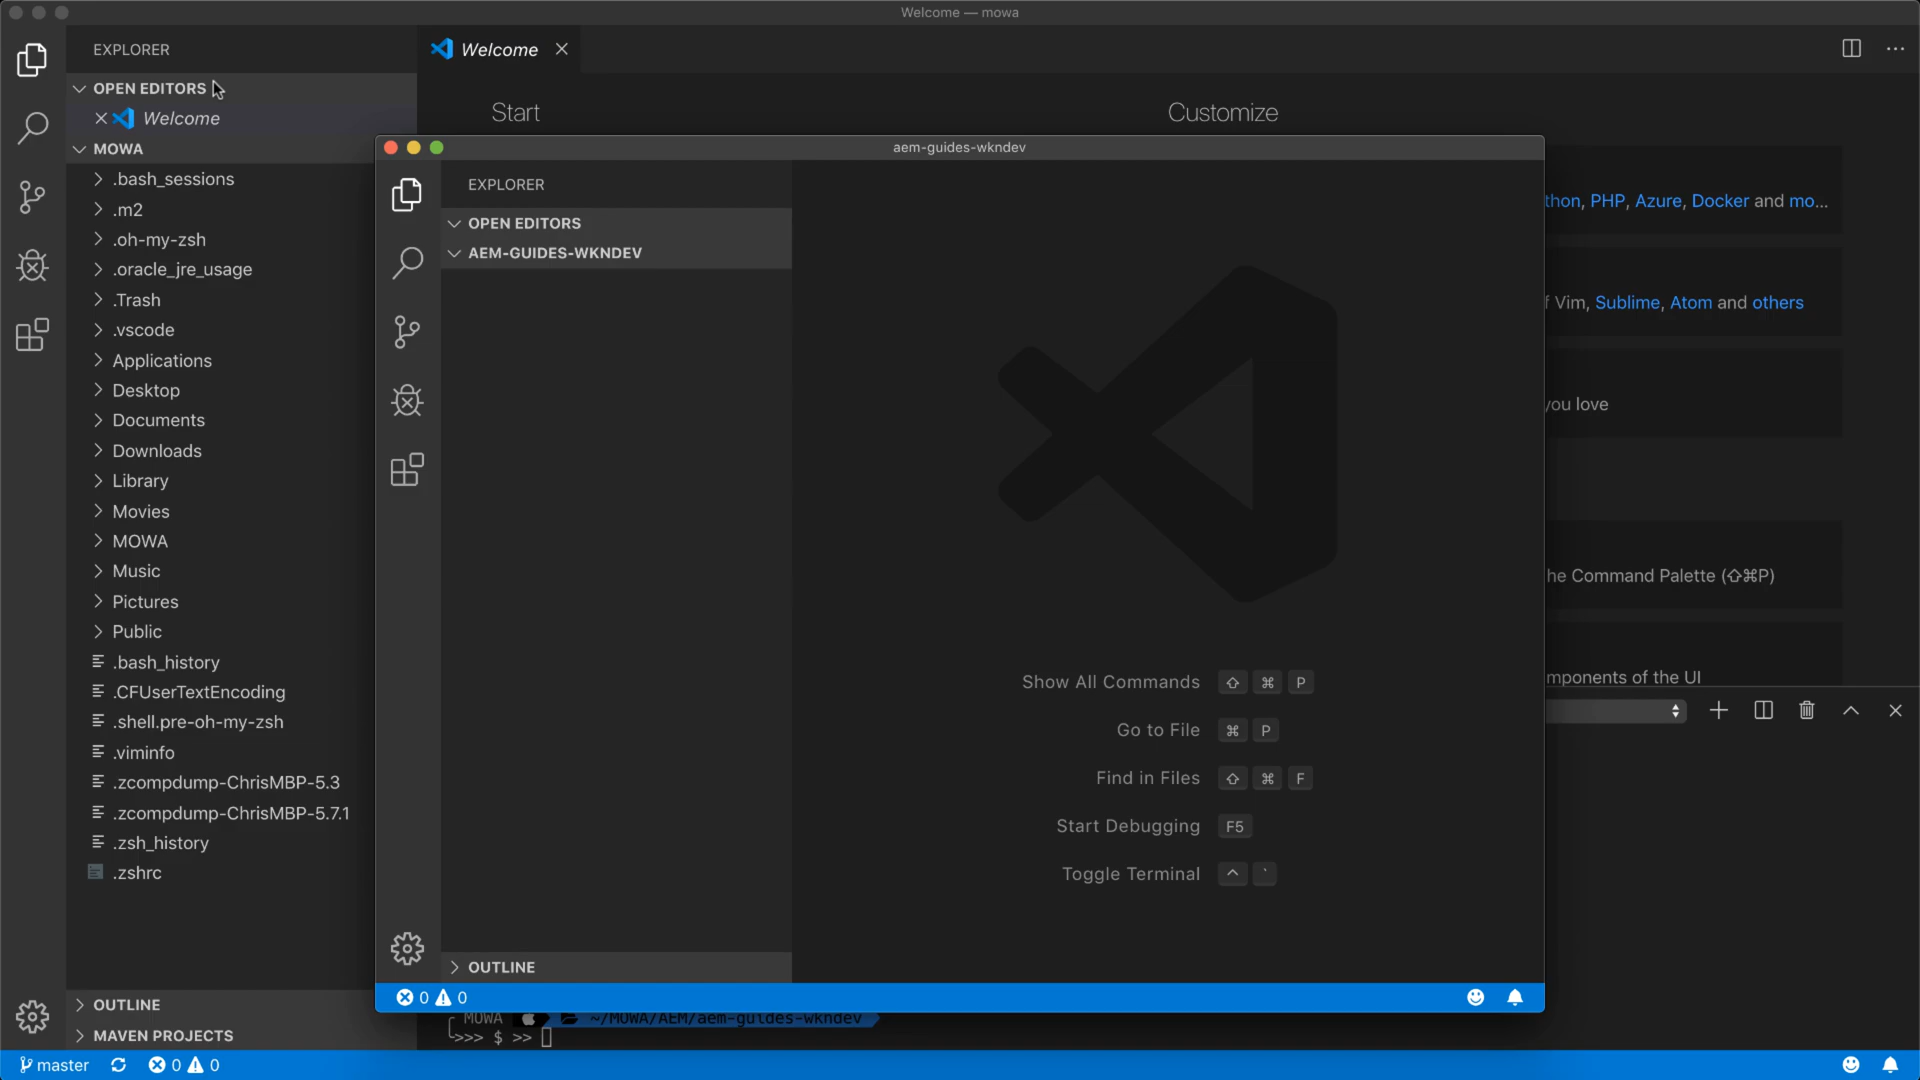 Welcome — mowa
EXPLORER
OPEN EDITORS
Welcome
MOWA
.bash_sessions
.m2
.oh-my-zsh
.oracle_jre_usage
.Trash
.vscode
Applications
Desktop
Documents
Downloads
Library
Movies
MOWA
Music
Pictures
Public
.bash_history
.CFUserTextEncoding
.shell.pre-oh-my-zsh
.viminfo
.zcompdump-ChrisMBP-5.3
.zcompdump-ChrisMBP-5.7.1
.zsh_history
.zshrc
OUTLINE
MAVEN PROJECTS
Welcome
Start
Customize
aem-guides-wkndev
EXPLORER
OPEN EDITORS
AEM-GUIDES-WKNDEV
OUTLINE
Show All Commands ⇧ ⌘ P
Go to File ⌘ P
Find in Files ⇧ ⌘ F
Start Debugging F5
Toggle Terminal ^ `
0 0
thon, PHP, Azure, Docker and mo...
f Vim, Sublime, Atom and others
you love
he Command Palette (⇧⌘P)
mponents of the UI
MOWA ~/MOWA/AEM/aem-guides-wkndev
>>> $ >>
master 0 0